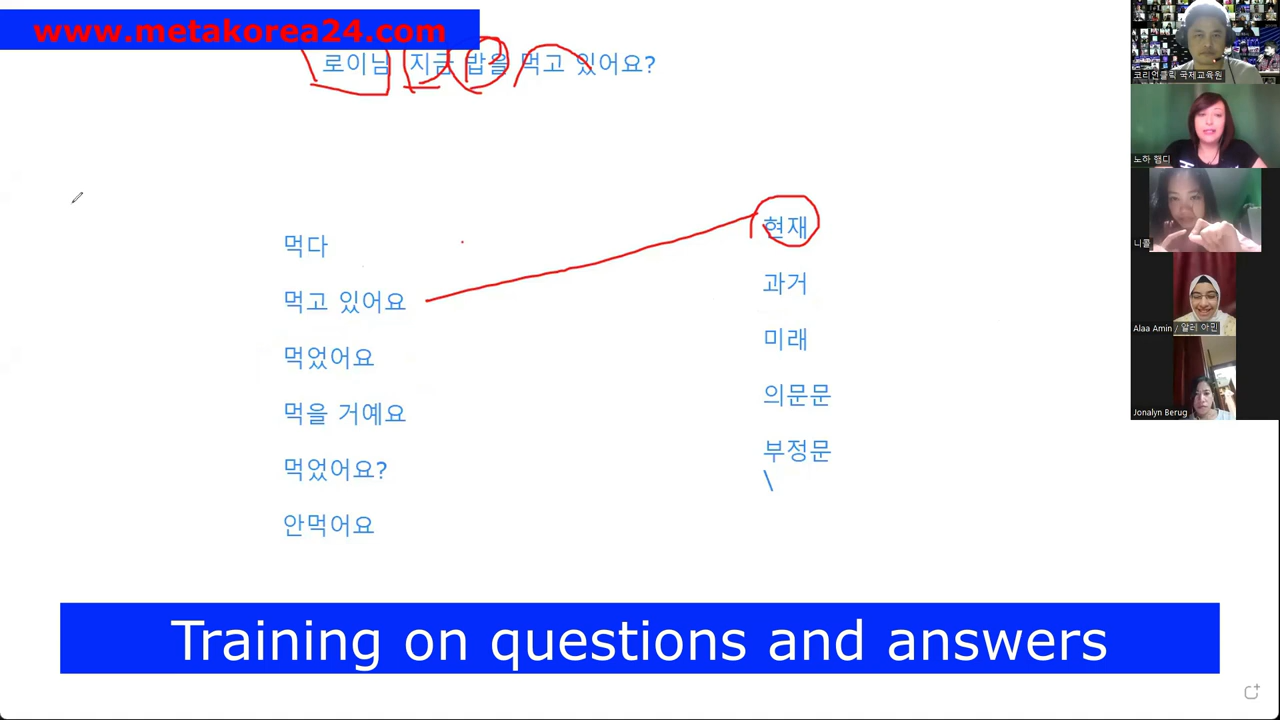 www.metakorea24.com
로이님 지금 밥을 먹고 있어요?
먹다
먹고 있어요
먹었어요
먹을 거예요
먹었어요?
안먹어요
현재
과거
미래
의문문
부정문
\
Training on questions and answers
코리언클릭 국제교육원
노하 햄디
니콜
Alaa Amin / 알러 아민
Jonalyn Berug